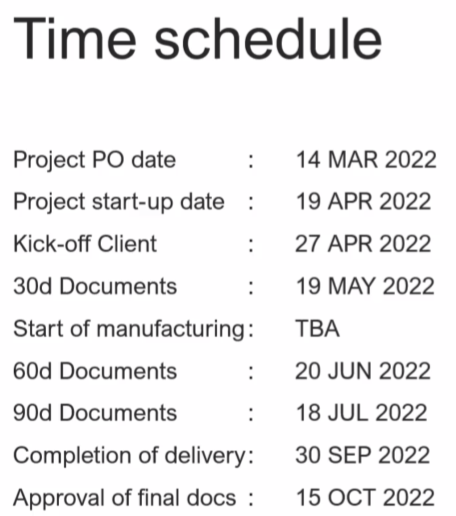 Time schedule
Project PO date : 14 MAR 2022
Project start-up date : 19 APR 2022
Kick-off Client : 27 APR 2022
30d Documents : 19 MAY 2022
Start of manufacturing: TBA
60d Documents : 20 JUN 2022
90d Documents : 18 JUL 2022
Completion of delivery: 30 SEP 2022
Approval of final docs : 15 OCT 2022